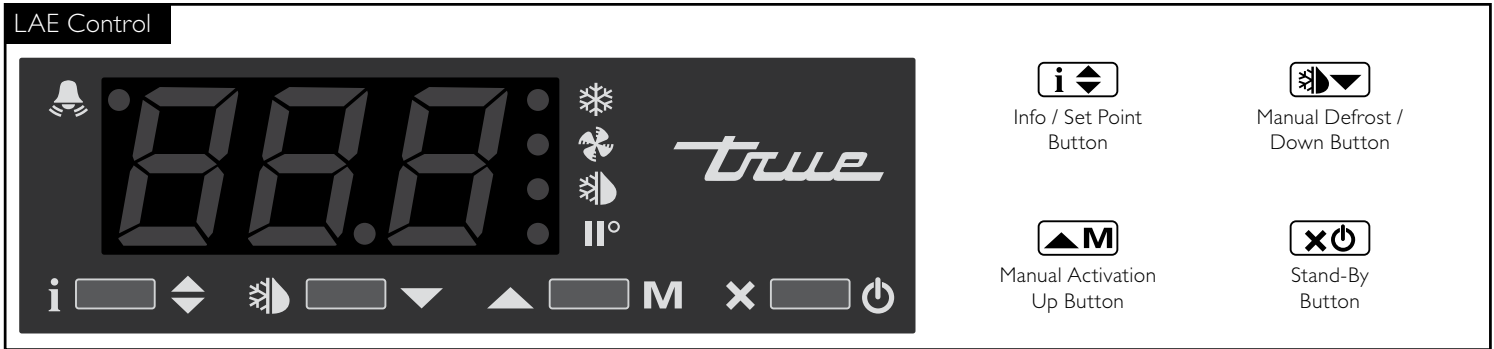 LAE Control
true
i
M
i
Info / Set Point
Button
Manual Defrost /
Down Button
M
Manual Activation
Up Button
Stand-By
Button